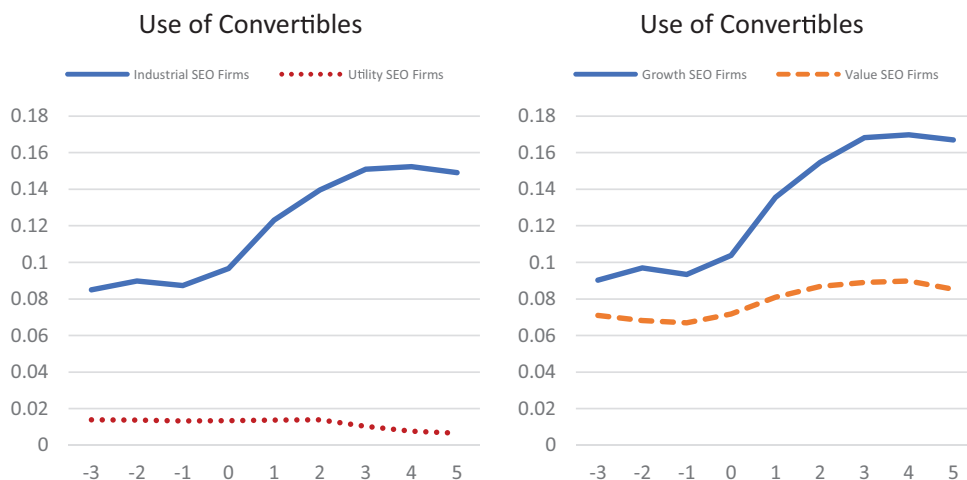 Use of Convertibles
Industrial SEO Firms
Utility SEO Firms
0.18
0.16
0.14
0.12
0.1
0.08
0.06
0.04
0.02
0
-3 -2 -1 0 1 2 3 4 5
Use of Convertibles
Growth SEO Firms
Value SEO Firms
0.18
0.16
0.14
0.12
0.1
0.08
0.06
0.04
0.02
0
-3 -2 -1 0 1 2 3 4 5